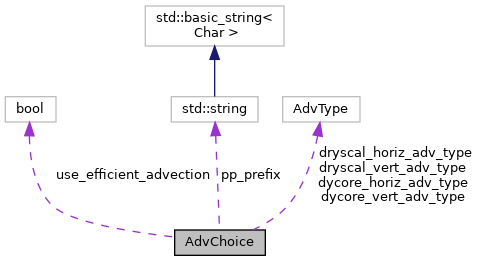 std::basic_string<
Char >
bool
std::string
AdvType
use_efficient_advection
pp_prefix
dryscal_horiz_adv_type
dryscal_vert_adv_type
dycore_horiz_adv_type
dycore_vert_adv_type
AdvChoice